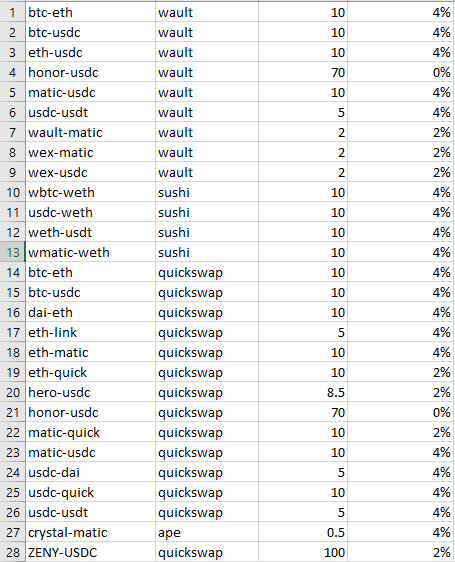 1 btc-eth wault 10 4%
2 btc-usdc wault 10 4%
3 eth-usdc wault 10 4%
4 honor-usdc wault 70 0%
5 matic-usdc wault 10 4%
6 usdc-usdt wault 5 4%
7 wault-matic wault 2 2%
8 wex-matic wault 2 2%
9 wex-usdc wault 2 2%
10 wbtc-weth sushi 10 4%
11 usdc-weth sushi 10 4%
12 weth-usdt sushi 10 4%
13 wmatic-weth sushi 10 4%
14 btc-eth quickswap 10 4%
15 btc-usdc quickswap 10 4%
16 dai-eth quickswap 10 4%
17 eth-link quickswap 5 4%
18 eth-matic quickswap 10 4%
19 eth-quick quickswap 10 2%
20 hero-usdc quickswap 8.5 2%
21 honor-usdc quickswap 70 0%
22 matic-quick quickswap 10 2%
23 matic-usdc quickswap 10 4%
24 usdc-dai quickswap 5 4%
25 usdc-quick quickswap 10 4%
26 usdc-usdt quickswap 5 4%
27 crystal-matic ape 0.5 4%
28 ZENY-USDC quickswap 100 2%